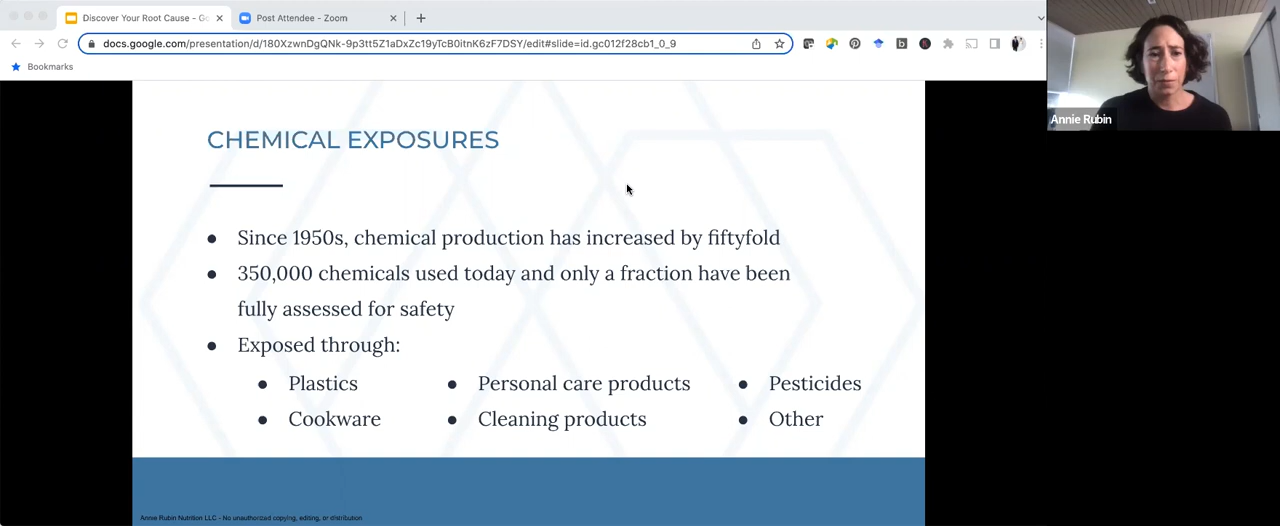 Discover Your Root Cause - Go
Post Attendee - Zoom
docs.google.com/presentation/d/180XzwnDgQNk-9p3tt5Z1aDxZc19yTcB0itnK6zF7DSY/edit#slide=id.gc012f28cb1_0_9
Bookmarks
Annie Rubin
CHEMICAL EXPOSURES
• Since 1950s, chemical production has increased by fiftyfold
• 350,000 chemicals used today and only a fraction have been
fully assessed for safety
• Exposed through:
• Plastics • Personal care products • Pesticides
• Cookware • Cleaning products • Other
Annie Rubin Nutrition LLC - No unauthorized copying, editing, or distribution